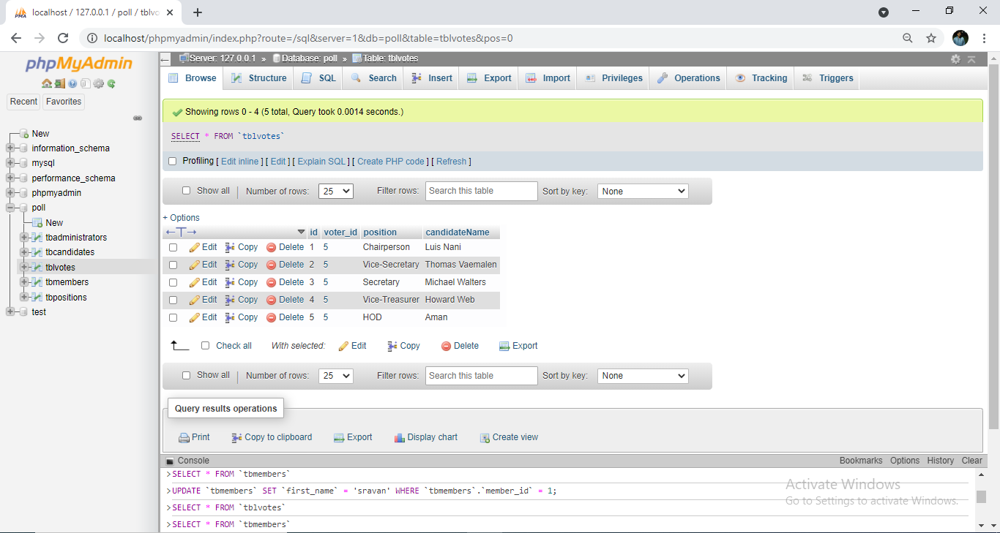 localhost / 127.0.0.1 / poll / tblvo
localhost/phpmyadmin/index.php?route=/sql&server=1&db=poll&table=tblvotes&pos=0
phpMyAdmin
Recent Favorites
New
information_schema
mysql
performance_schema
phpmyadmin
poll
New
tbadministrators
tbcandidates
tblvotes
tbmembers
tbpositions
test
Server: 127.0.0.1 » Database: poll » Table: tblvotes
Browse Structure SQL Search Insert Export Import Privileges Operations Tracking Triggers
Showing rows 0 - 4 (5 total, Query took 0.0014 seconds.)
SELECT * FROM `tblvotes`
Profiling [ Edit inline ] [ Edit ] [ Explain SQL ] [ Create PHP code ] [ Refresh ]
Show all Number of rows: 25 Filter rows: Search this table Sort by key: None
+ Options
←T→ id voter_id position candidateName
Edit Copy Delete 1 5 Chairperson Luis Nani
Edit Copy Delete 2 5 Vice-Secretary Thomas Vaemalen
Edit Copy Delete 3 5 Secretary Michael Walters
Edit Copy Delete 4 5 Vice-Treasurer Howard Web
Edit Copy Delete 5 5 HOD Aman
Check all With selected: Edit Copy Delete Export
Show all Number of rows: 25 Filter rows: Search this table Sort by key: None
Query results operations
Print Copy to clipboard Export Display chart Create view
Console Bookmarks Options History Clear
>SELECT * FROM `tbmembers`
>UPDATE `tbmembers` SET `first_name` = 'sravan' WHERE `tbmembers`.`member_id` = 1;
>SELECT * FROM `tblvotes`
>SELECT * FROM `tbmembers`
Activate Windows
Go to Settings to activate Windows.